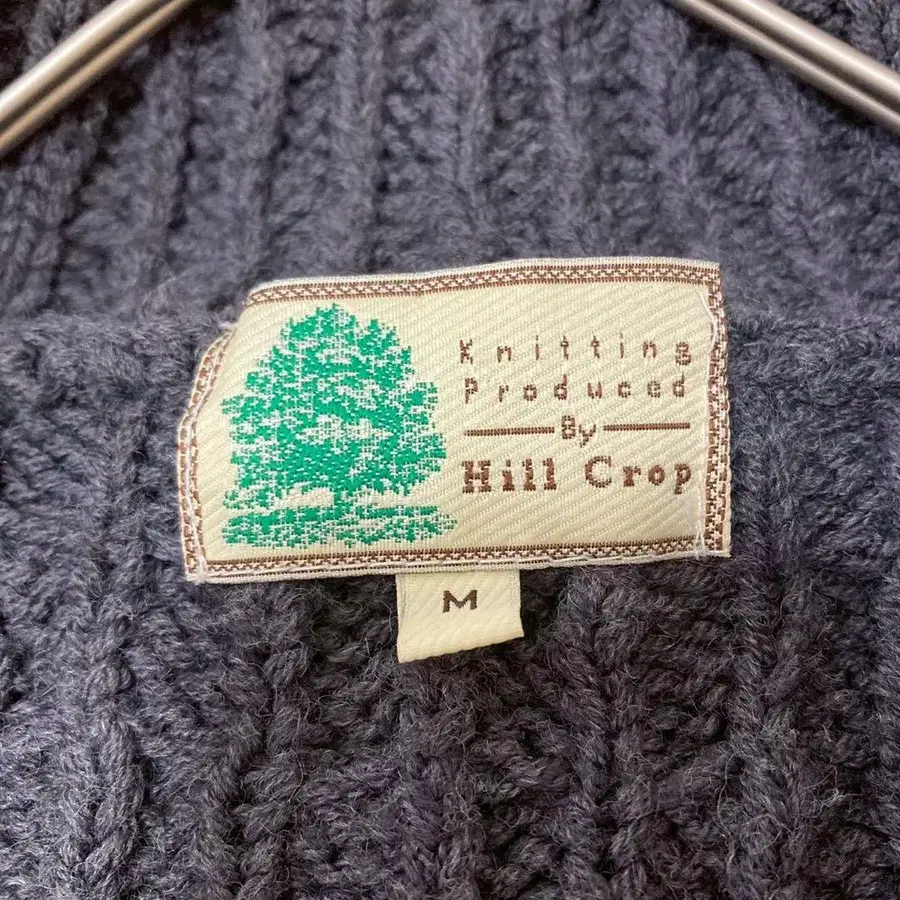 Knitting
Produced
By
Hill Crop
M